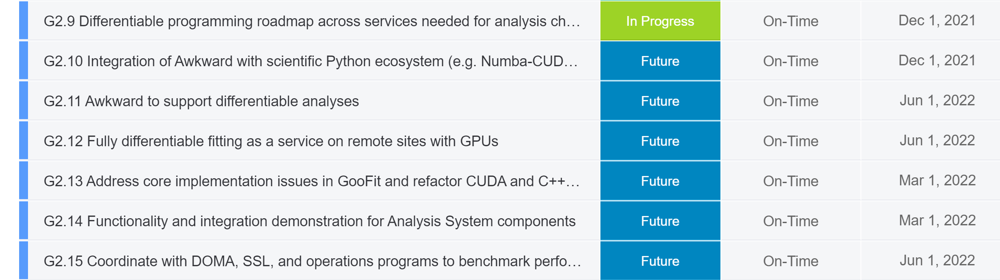 G2.9 Differentiable programming roadmap across services needed for analysis ch… In Progress On-Time Dec 1, 2021
G2.10 Integration of Awkward with scientific Python ecosystem (e.g. Numba-CUD… Future On-Time Dec 1, 2021
G2.11 Awkward to support differentiable analyses Future On-Time Jun 1, 2022
G2.12 Fully differentiable fitting as a service on remote sites with GPUs Future On-Time Jun 1, 2022
G2.13 Address core implementation issues in GooFit and refactor CUDA and C++… Future On-Time Mar 1, 2022
G2.14 Functionality and integration demonstration for Analysis System components Future On-Time Mar 1, 2022
G2.15 Coordinate with DOMA, SSL, and operations programs to benchmark perfo… Future On-Time Jun 1, 2022